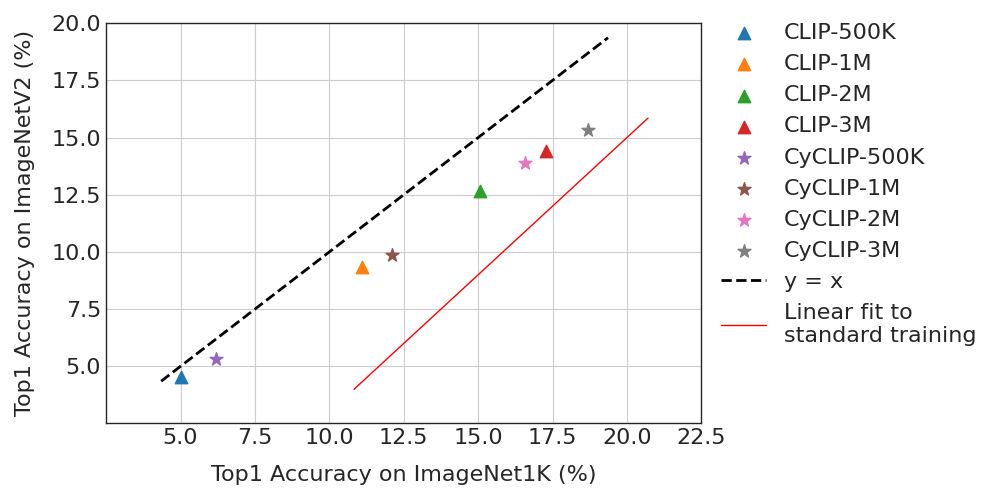 20.0
17.5
15.0
12.5
10.0
7.5
5.0
Top1 Accuracy on ImageNetV2 (%)
5.0 7.5 10.0 12.5 15.0 17.5 20.0 22.5
Top1 Accuracy on ImageNet1K (%)
CLIP-500K
CLIP-1M
CLIP-2M
CLIP-3M
CyCLIP-500K
CyCLIP-1M
CyCLIP-2M
CyCLIP-3M
y = x
Linear fit to
standard training